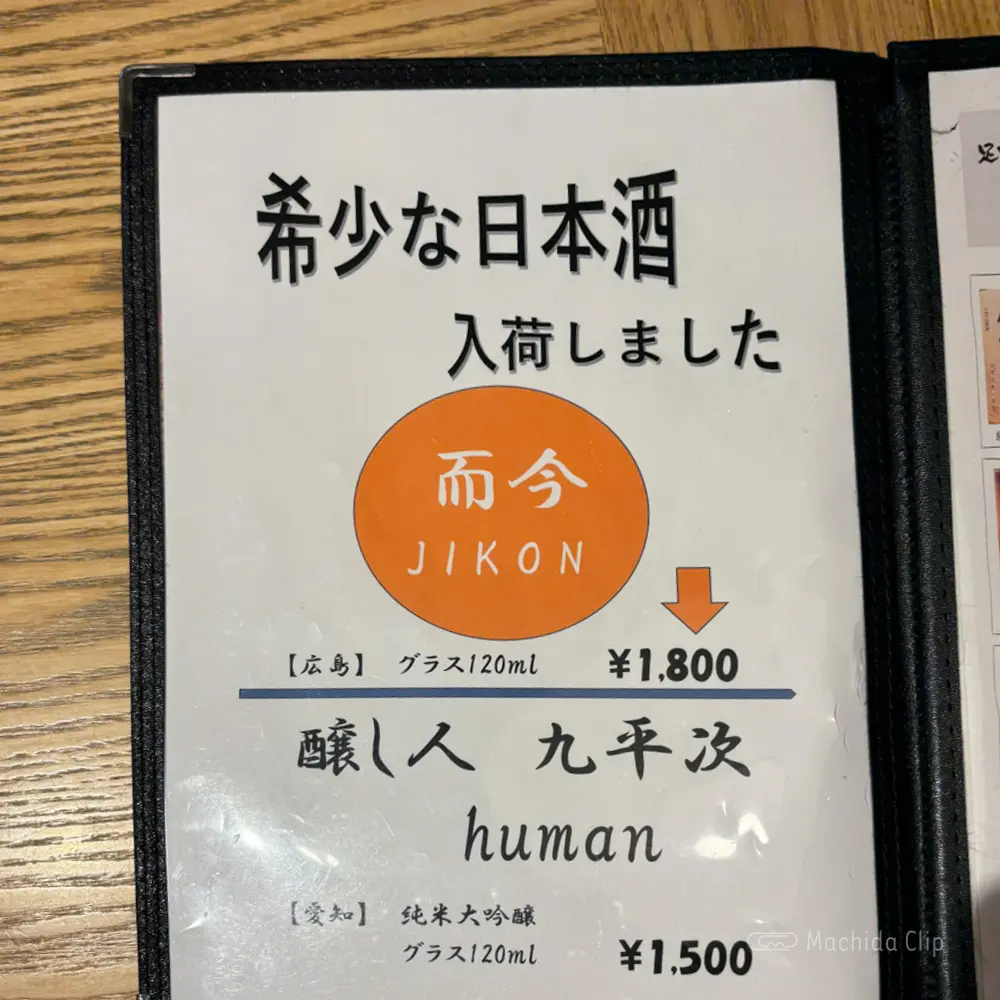 希少な日本酒
入荷しました
而今
JIKON
【広島】 グラス120ml ¥1,800
醸し人 九平次
human
【愛知】 純米大吟醸
グラス120ml ¥1,500
Machida Clip